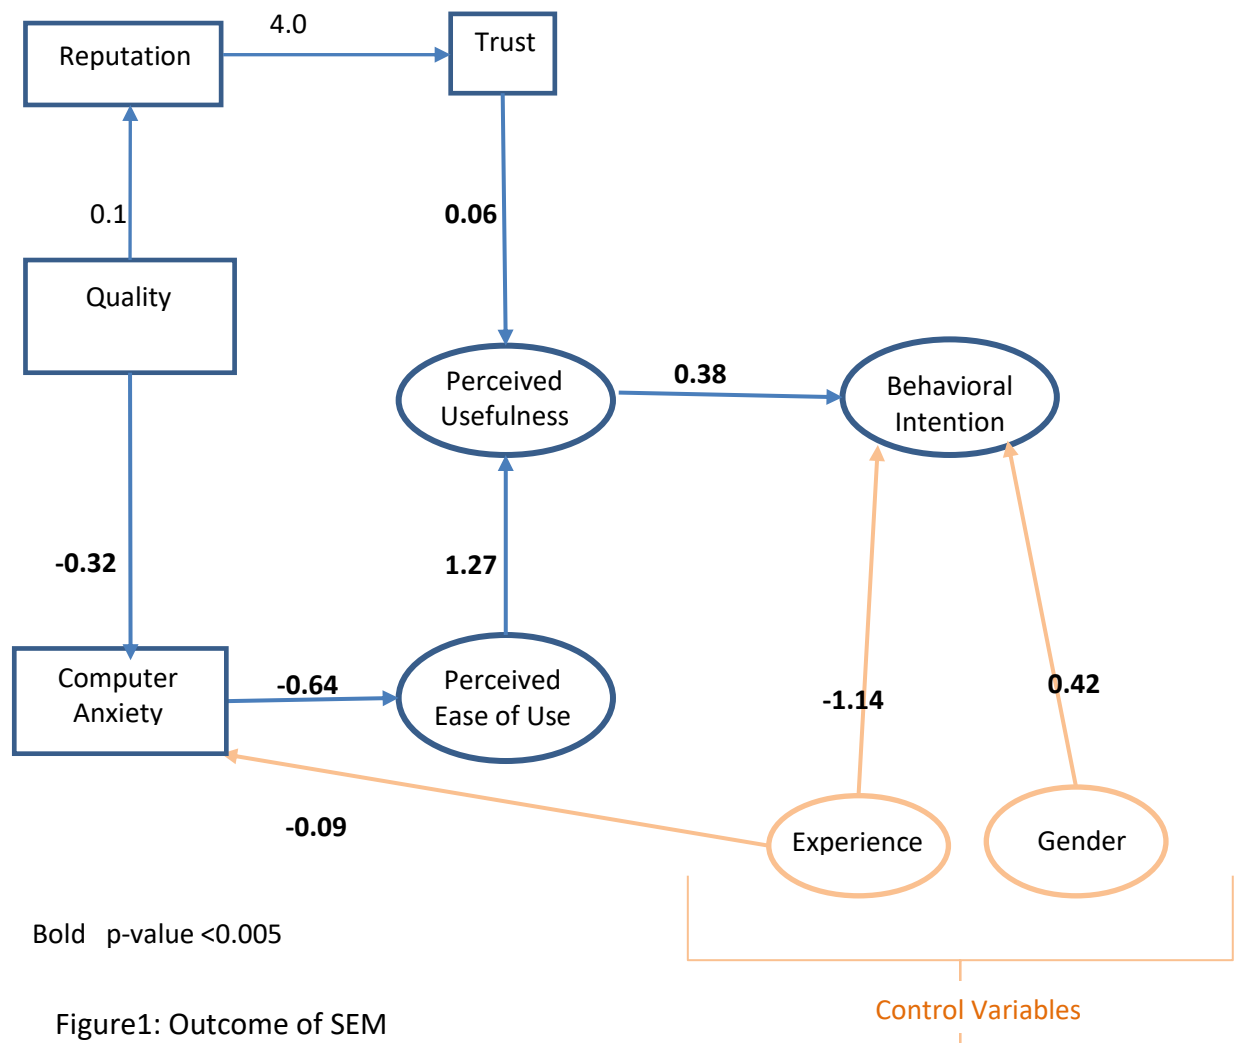 4.0
Reputation
Trust
0.1
0.06
Quality
Perceived
Usefulness
0.38
Behavioral
Intention
-0.32
1.27
Computer
Anxiety
-0.64
Perceived
Ease of Use
-1.14
0.42
-0.09
Experience
Gender
Bold p-value <0.005
Control Variables
Figure1: Outcome of SEM